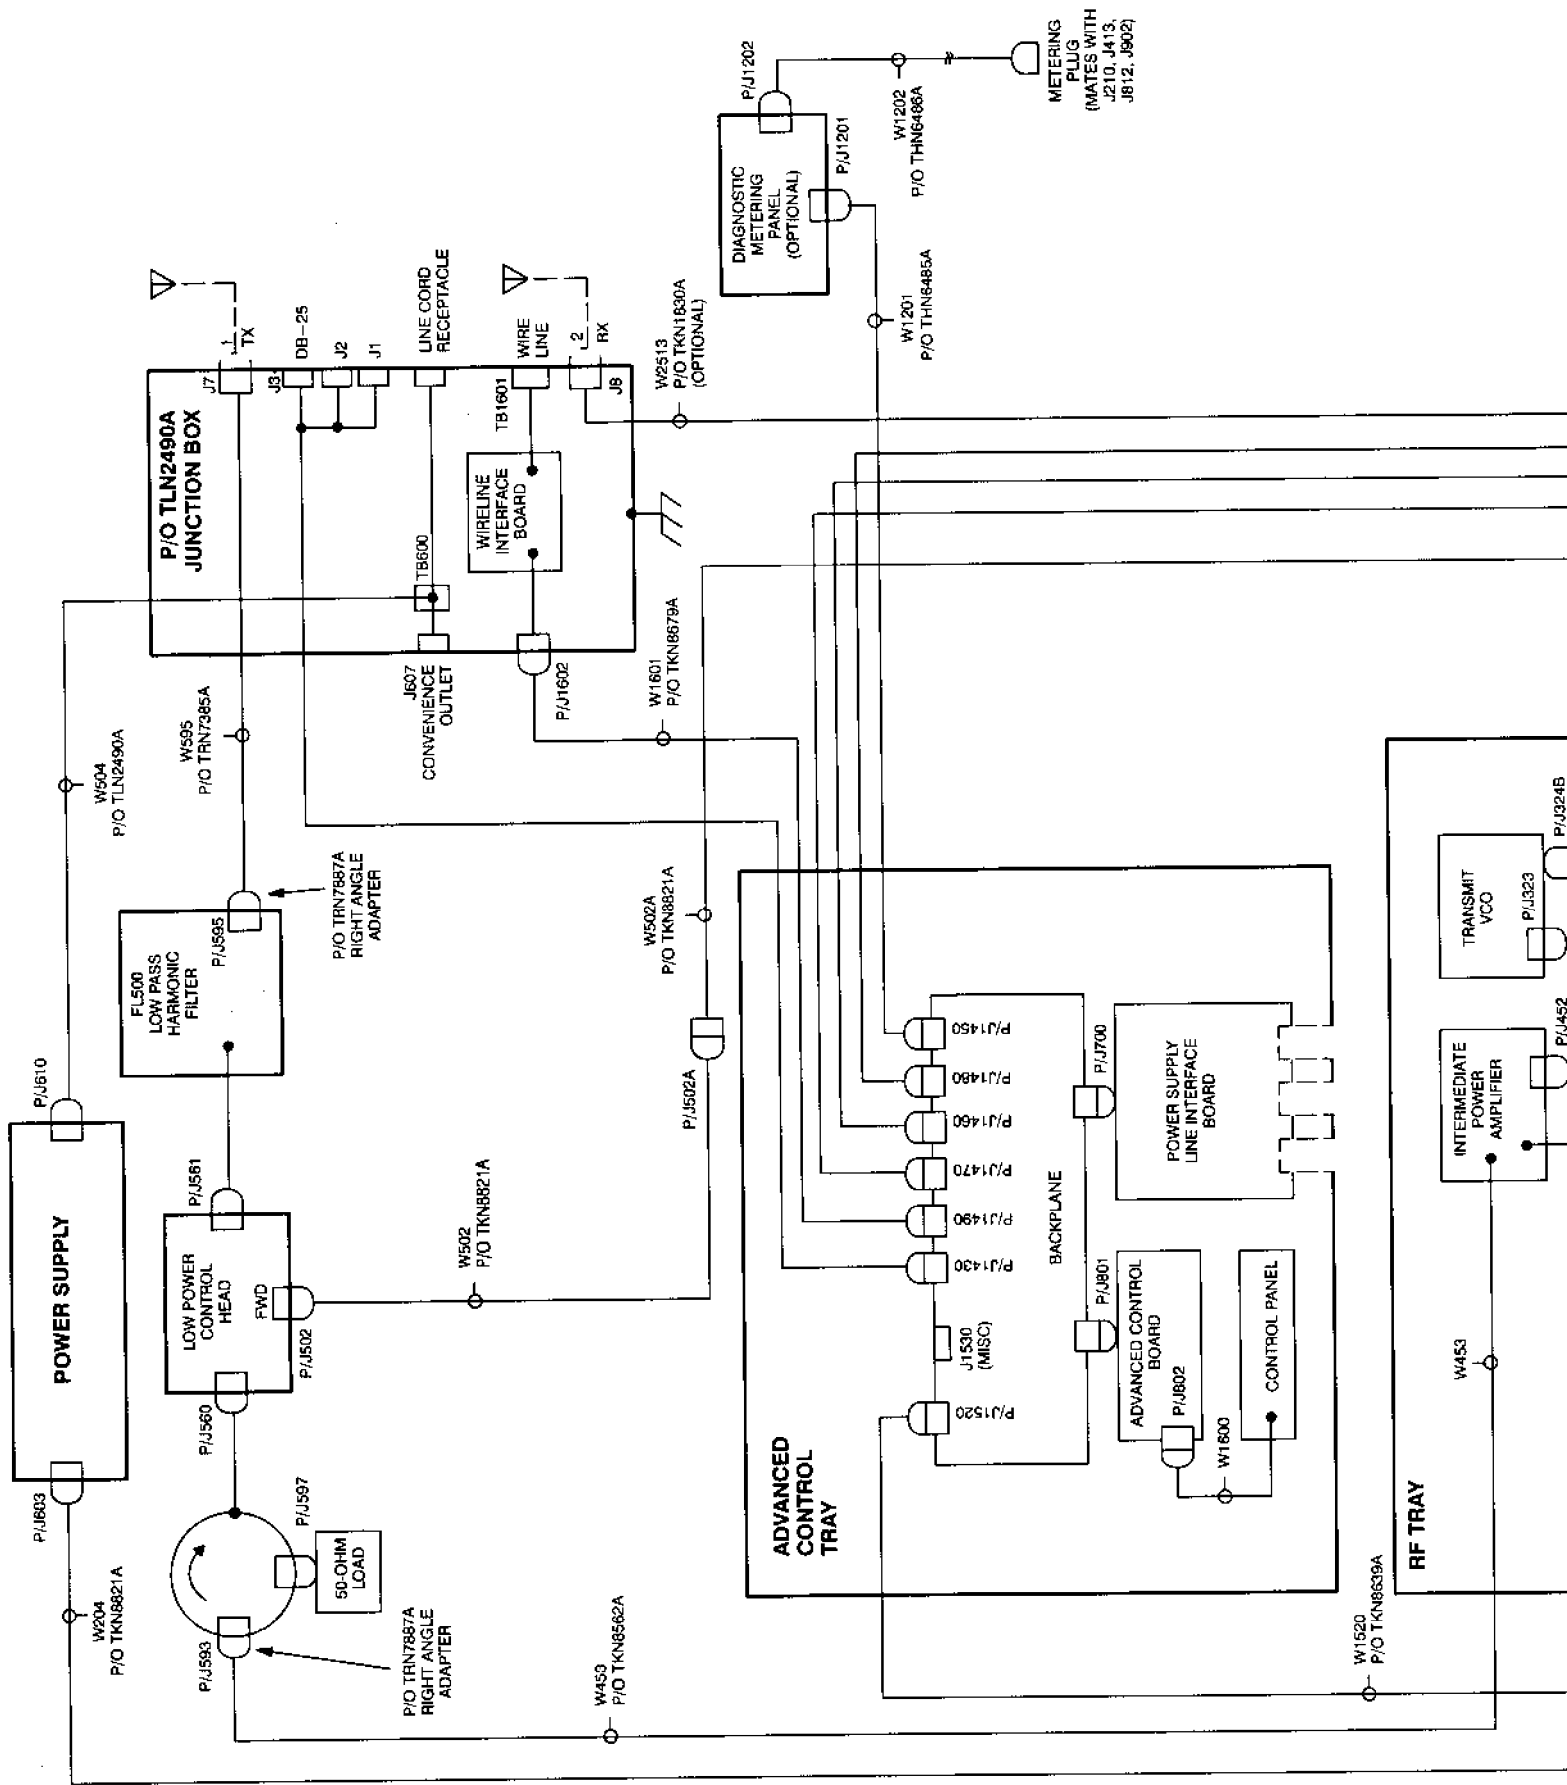 P/J603
W204
P/O TKN8821A
POWER SUPPLY
P/J610
W504
P/O TLN2490A
P/J593
P/O TRN7887A
RIGHT ANGLE
ADAPTER
50-OHM
LOAD
P/J597
P/J560
LOW POWER
CONTROL
HEAD
FWD
P/J502
P/J561
FL500
LOW PASS
HARMONIC
FILTER
P/J595
P/O TRN7887A
RIGHT ANGLE
ADAPTER
W595
P/O TRN7385A
P/O TLN2490A
JUNCTION BOX
J7
1
TX
J3
DB-25
J2
J1
LINE CORD
RECEPTACLE
TB600
J607
CONVENIENCE
OUTLET
WIRELINE
INTERFACE
BOARD
TB1601
WIRE
LINE
2
RX
J8
P/J1602
W1601
P/O TKN8679A
W2513
P/O TKN1830A
(OPTIONAL)
W453
P/O TKN8562A
W502
P/O TKN8821A
P/J502A
W502A
P/O TKN8821A
DIAGNOSTIC
METERING
PANEL
(OPTIONAL)
P/J1202
P/J1201
W1201
P/O THN6485A
W1202
P/O THN6486A
METERING
PLUG
(MATES WITH
J210, J413,
J812, J902)
ADVANCED
CONTROL
TRAY
P/J1520
J1530
(MISC)
P/J1430
P/J1490
P/J1470
P/J1460
P/J1480
P/J1450
BACKPLANE
P/J801
P/J700
ADVANCED CONTROL
BOARD
P/J802
W1600
CONTROL PANEL
POWER SUPPLY
LINE INTERFACE
BOARD
W1520
P/O TKN8639A
RF TRAY
W453
INTERMEDIATE
POWER
AMPLIFIER
P/J452
TRANSMIT
VCO
P/J323
P/J324B